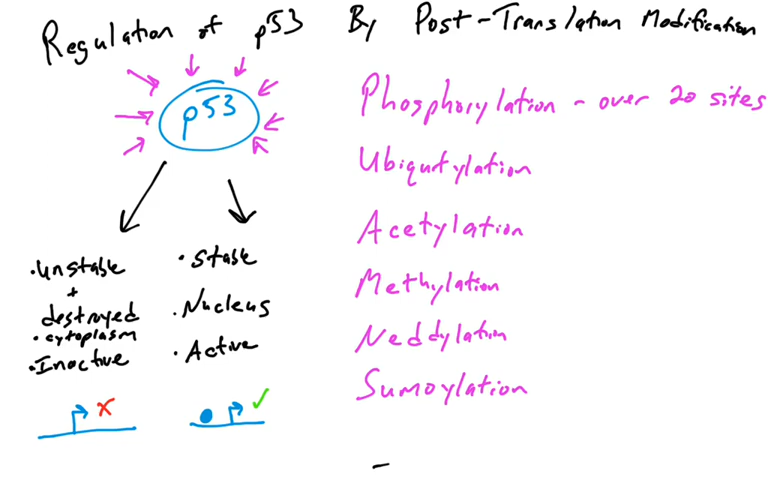 Regulation of p53 By Post-Translation Modification
p53
Phosphorylation - over 20 sites
Ubiqutylation
Acetylation
Methylation
Neddylation
Sumoylation
• Unstable
+
destroyed
• cytoplasm
• Inactive
• Stable
• Nucleus
• Active